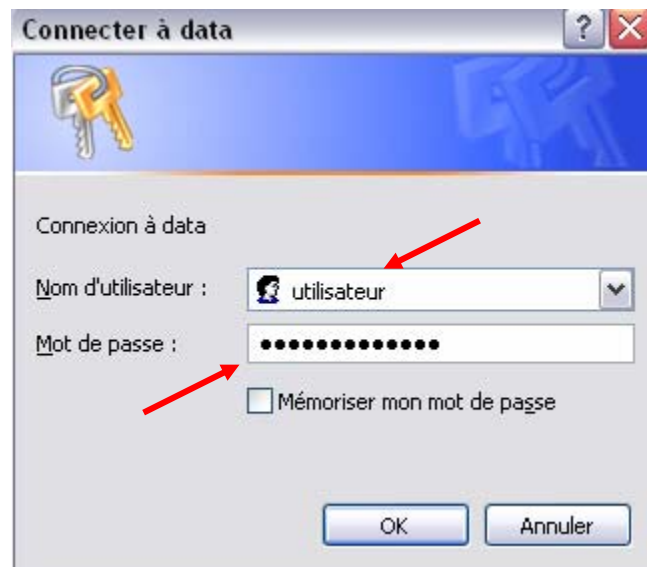 Connecter à data
Connexion à data
Nom d'utilisateur : utilisateur
Mot de passe : •••••••••••••
Mémoriser mon mot de passe
OK Annuler